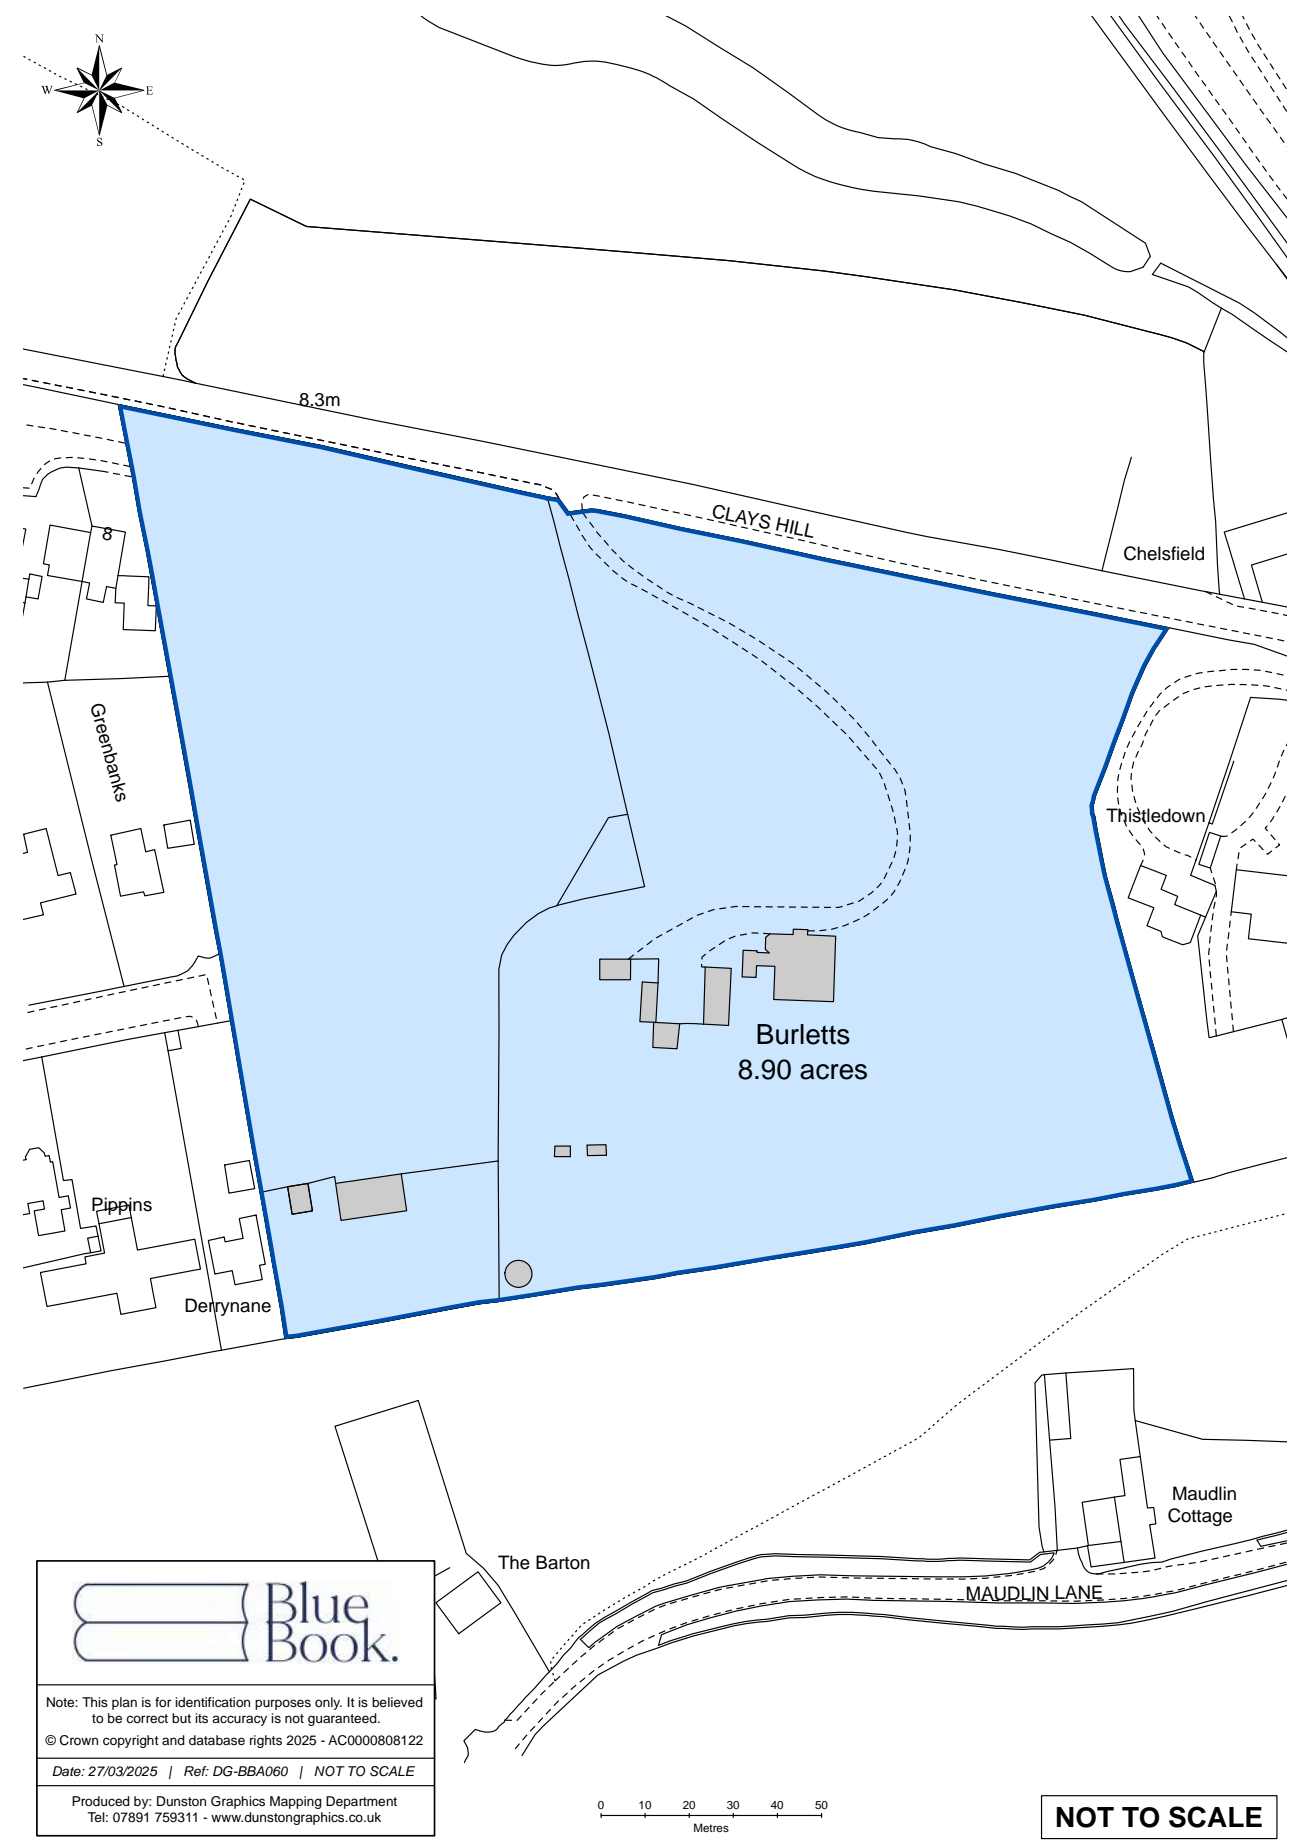 N
W
E
S
8.3m
CLAYS HILL
8
Chelsfield
Greenbanks
Thistledown
Burletts
8.90 acres
Pippins
Derrynane
Maudlin
Cottage
The Barton
MAUDLIN LANE
Blue
Book.
Note: This plan is for identification purposes only. It is believed
to be correct but its accuracy is not guaranteed.
© Crown copyright and database rights 2025 - AC0000808122
Date: 27/03/2025 | Ref: DG-BBA060 | NOT TO SCALE
Produced by: Dunston Graphics Mapping Department
Tel: 07891 759311 - www.dunstongraphics.co.uk
0 10 20 30 40 50
Metres
NOT TO SCALE